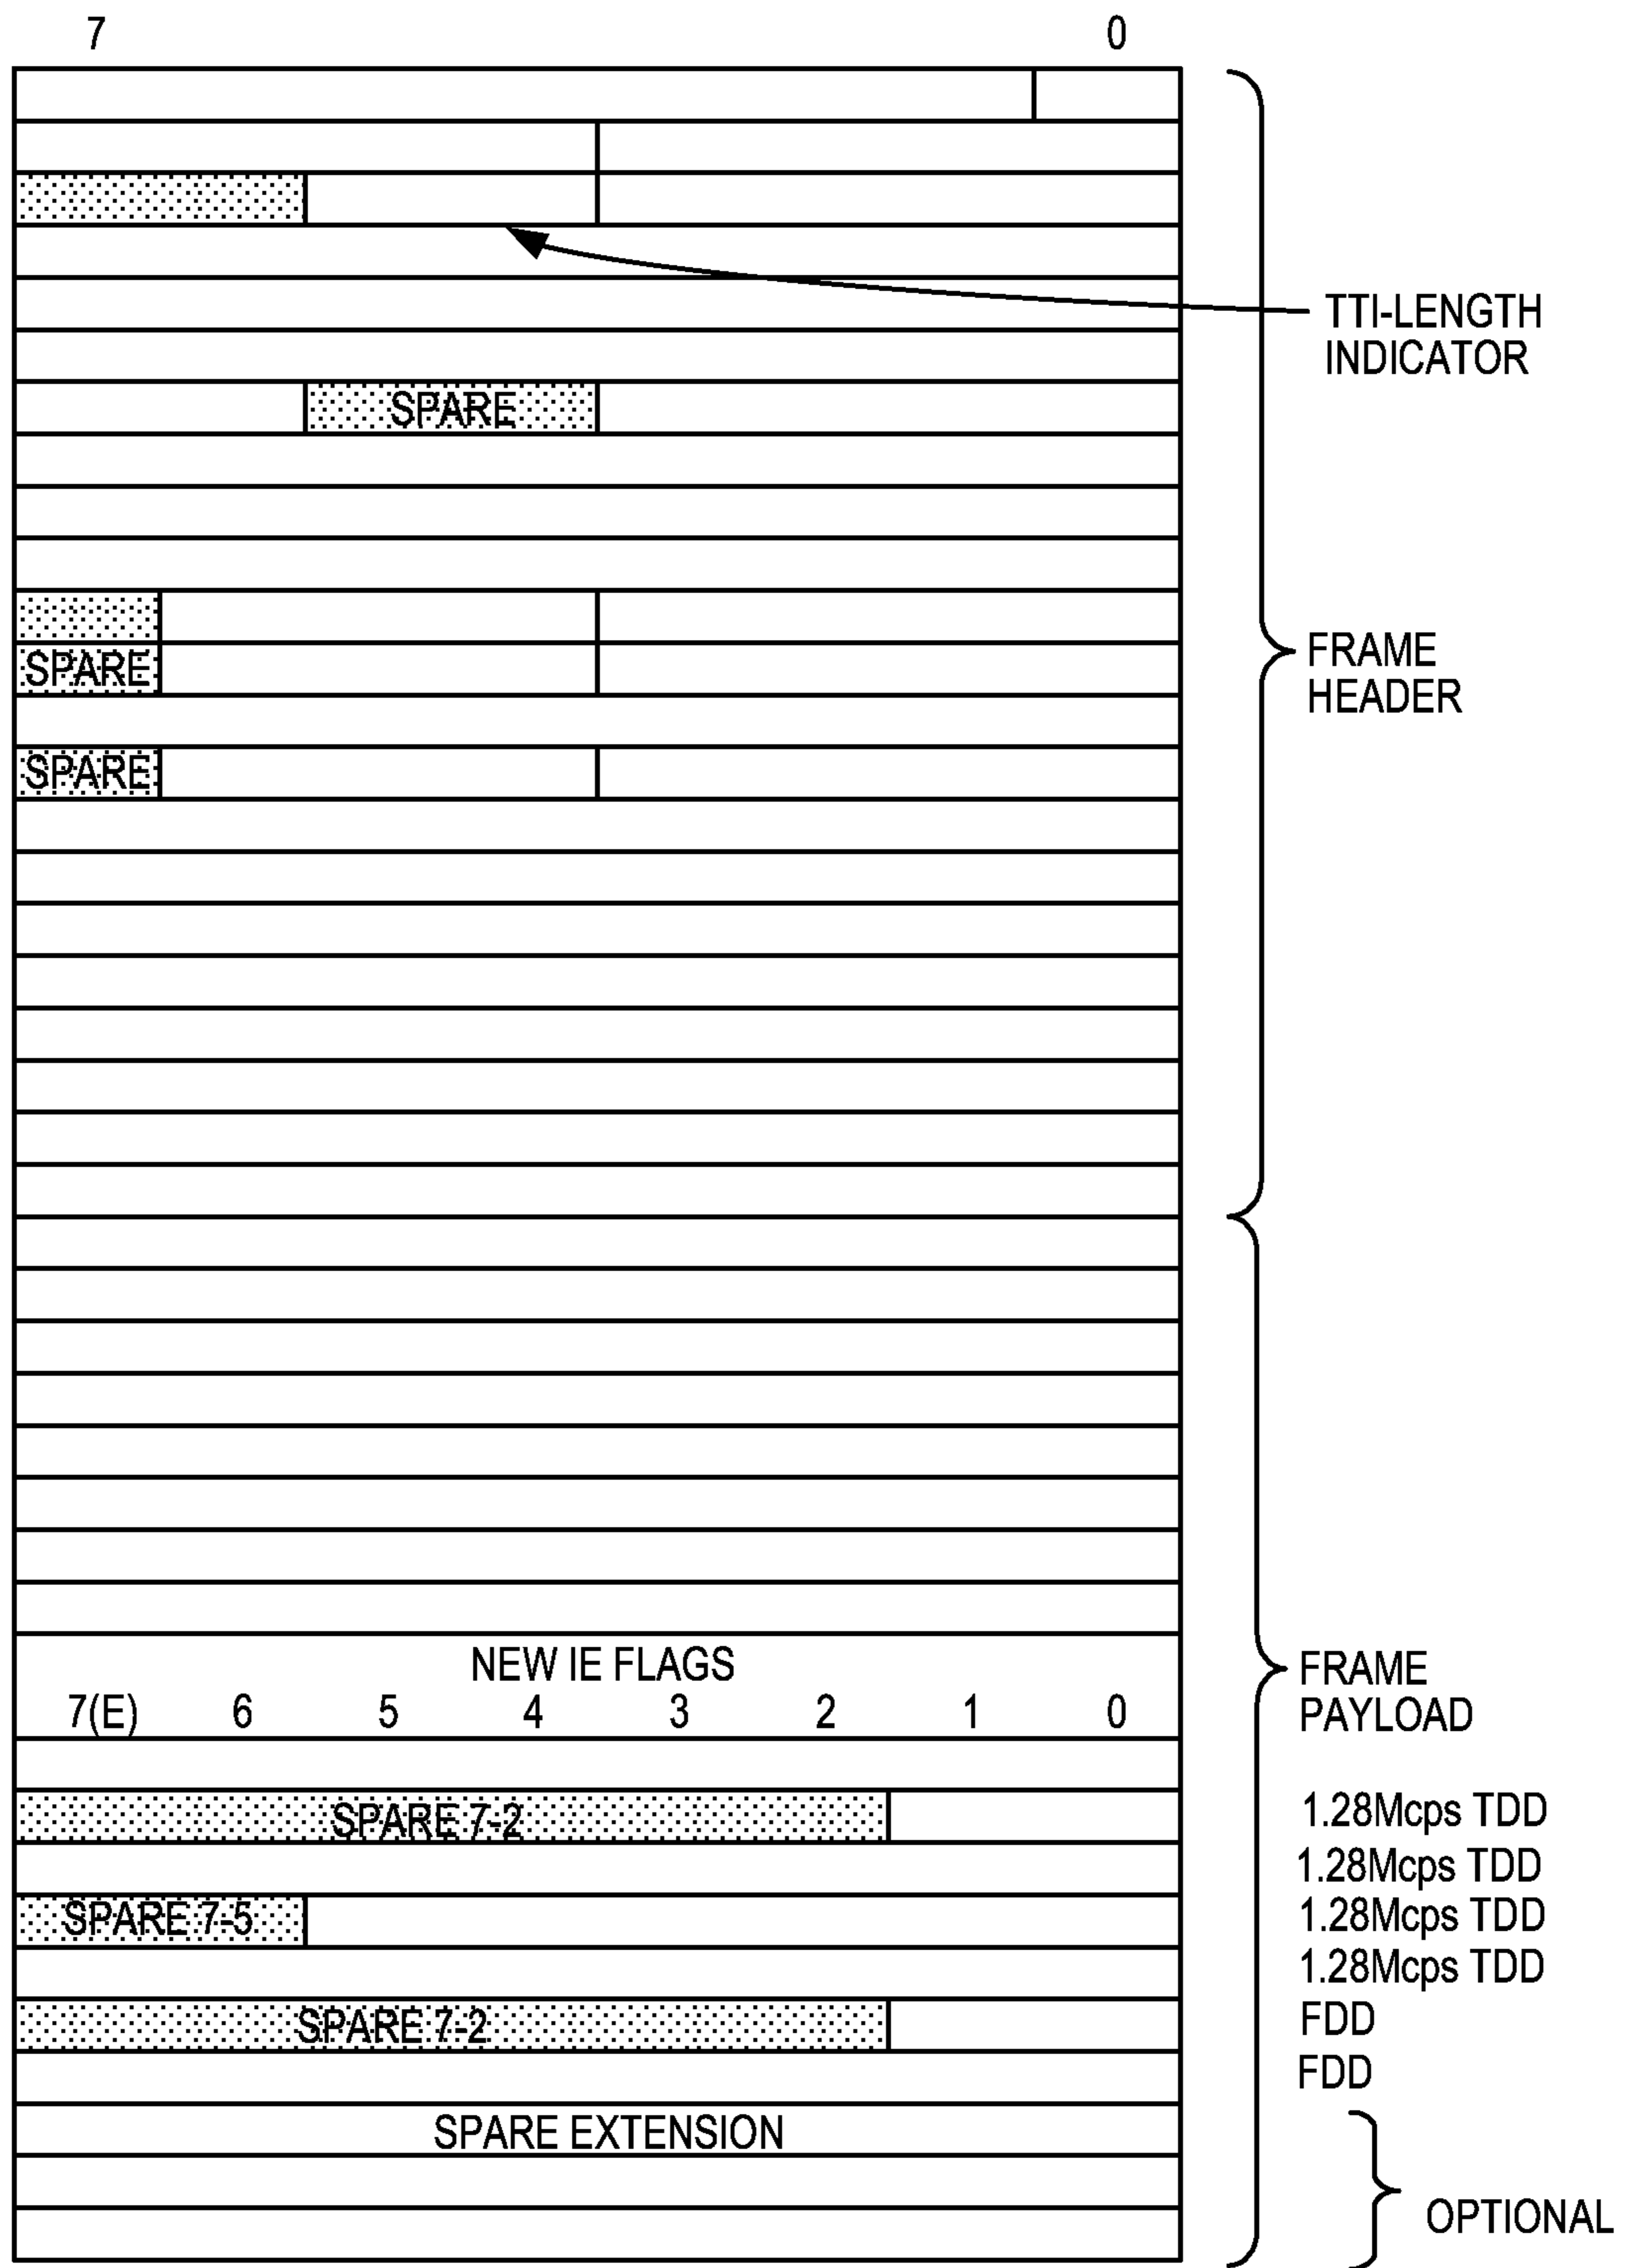 7 0
TTI-LENGTH
INDICATOR
SPARE
FRAME
HEADER
SPARE
SPARE
NEW IE FLAGS
7(E) 6 5 4 3 2 1 0
FRAME
PAYLOAD
SPARE 7-2
1.28Mcps TDD
1.28Mcps TDD
SPARE 7-5
1.28Mcps TDD
1.28Mcps TDD
SPARE 7-2
FDD
FDD
SPARE EXTENSION
OPTIONAL